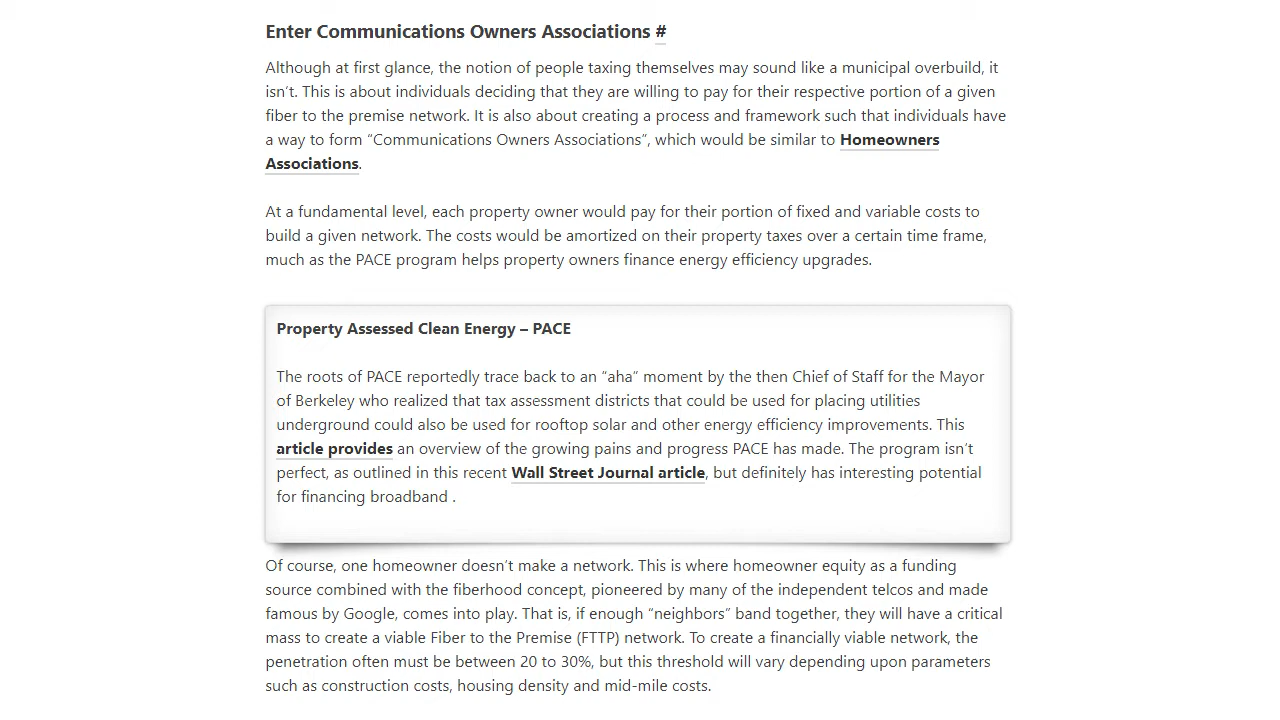 Enter Communications Owners Associations #
Although at first glance, the notion of people taxing themselves may sound like a municipal overbuild, it
isn’t. This is about individuals deciding that they are willing to pay for their respective portion of a given
fiber to the premise network. It is also about creating a process and framework such that individuals have
a way to form “Communications Owners Associations”, which would be similar to Homeowners
Associations.
At a fundamental level, each property owner would pay for their portion of fixed and variable costs to
build a given network. The costs would be amortized on their property taxes over a certain time frame,
much as the PACE program helps property owners finance energy efficiency upgrades.
Property Assessed Clean Energy – PACE
The roots of PACE reportedly trace back to an “aha” moment by the then Chief of Staff for the Mayor
of Berkeley who realized that tax assessment districts that could be used for placing utilities
underground could also be used for rooftop solar and other energy efficiency improvements. This
article provides an overview of the growing pains and progress PACE has made. The program isn’t
perfect, as outlined in this recent Wall Street Journal article, but definitely has interesting potential
for financing broadband .
Of course, one homeowner doesn’t make a network. This is where homeowner equity as a funding
source combined with the fiberhood concept, pioneered by many of the independent telcos and made
famous by Google, comes into play. That is, if enough “neighbors” band together, they will have a critical
mass to create a viable Fiber to the Premise (FTTP) network. To create a financially viable network, the
penetration often must be between 20 to 30%, but this threshold will vary depending upon parameters
such as construction costs, housing density and mid-mile costs.